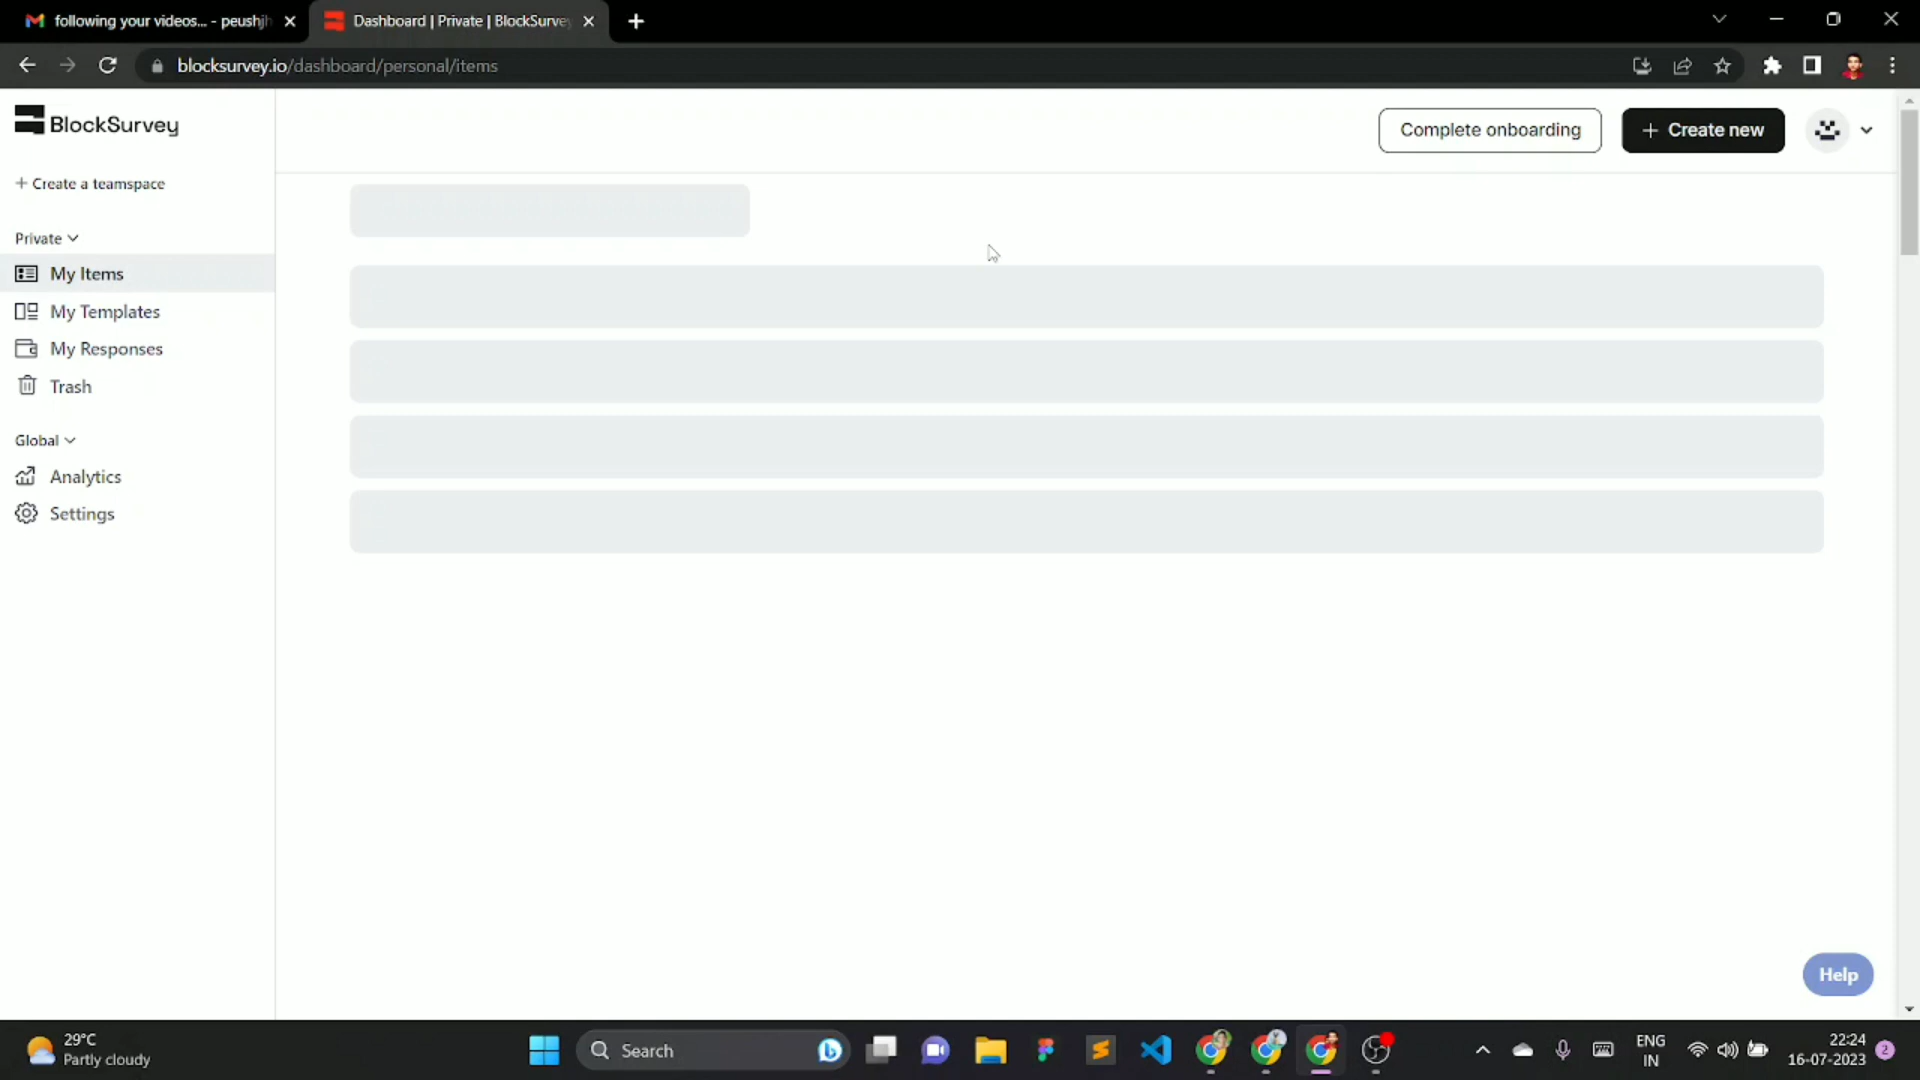 following your videos... - peushjh
Dashboard | Private | BlockSurve
blocksurvey.io/dashboard/personal/items
BlockSurvey
Complete onboarding
+ Create new
+ Create a teamspace
Private
My Items
My Templates
My Responses
Trash
Global
Analytics
Settings
Help
29°C
Partly cloudy
Search
ENG
IN
22:24
16-07-2023
2